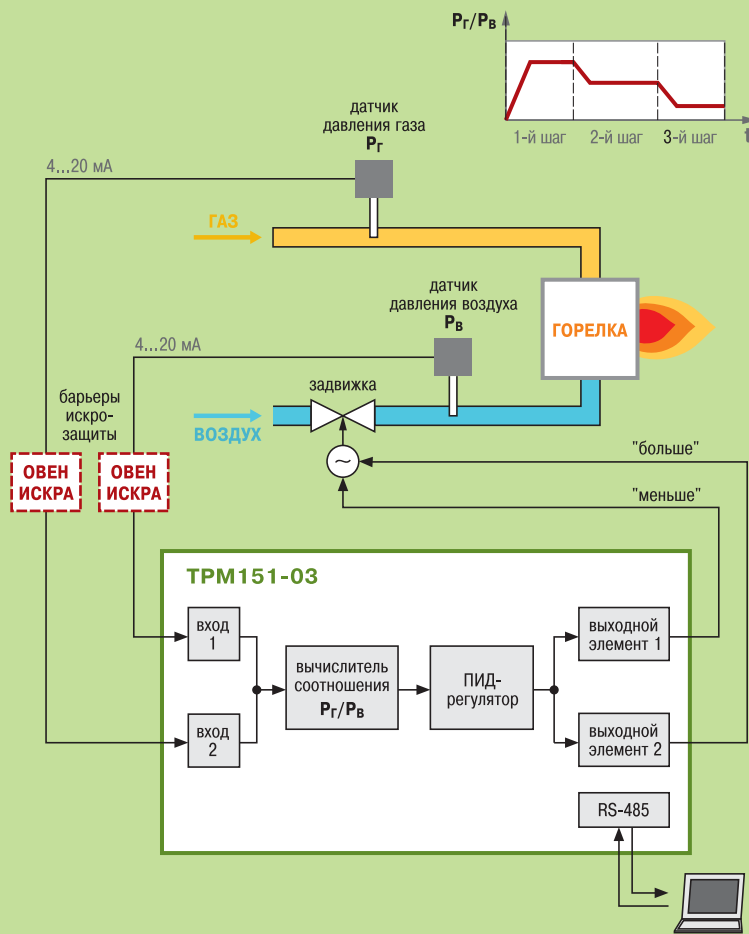 Pг/Pв
1-й шаг
2-й шаг
3-й шаг
t
датчик
давления газа
Pг
4...20 мА
ГАЗ
датчик
давления воздуха
Pв
ГОРЕЛКА
4...20 мА
задвижка
барьеры
искро-
защиты
ВОЗДУХ
ОВЕН
ИСКРА
ОВЕН
ИСКРА
~
"больше"
"меньше"
ТРМ151-03
вход
1
вычислитель
соотношения
Pг/Pв
ПИД-
регулятор
выходной
элемент 1
вход
2
выходной
элемент 2
RS-485